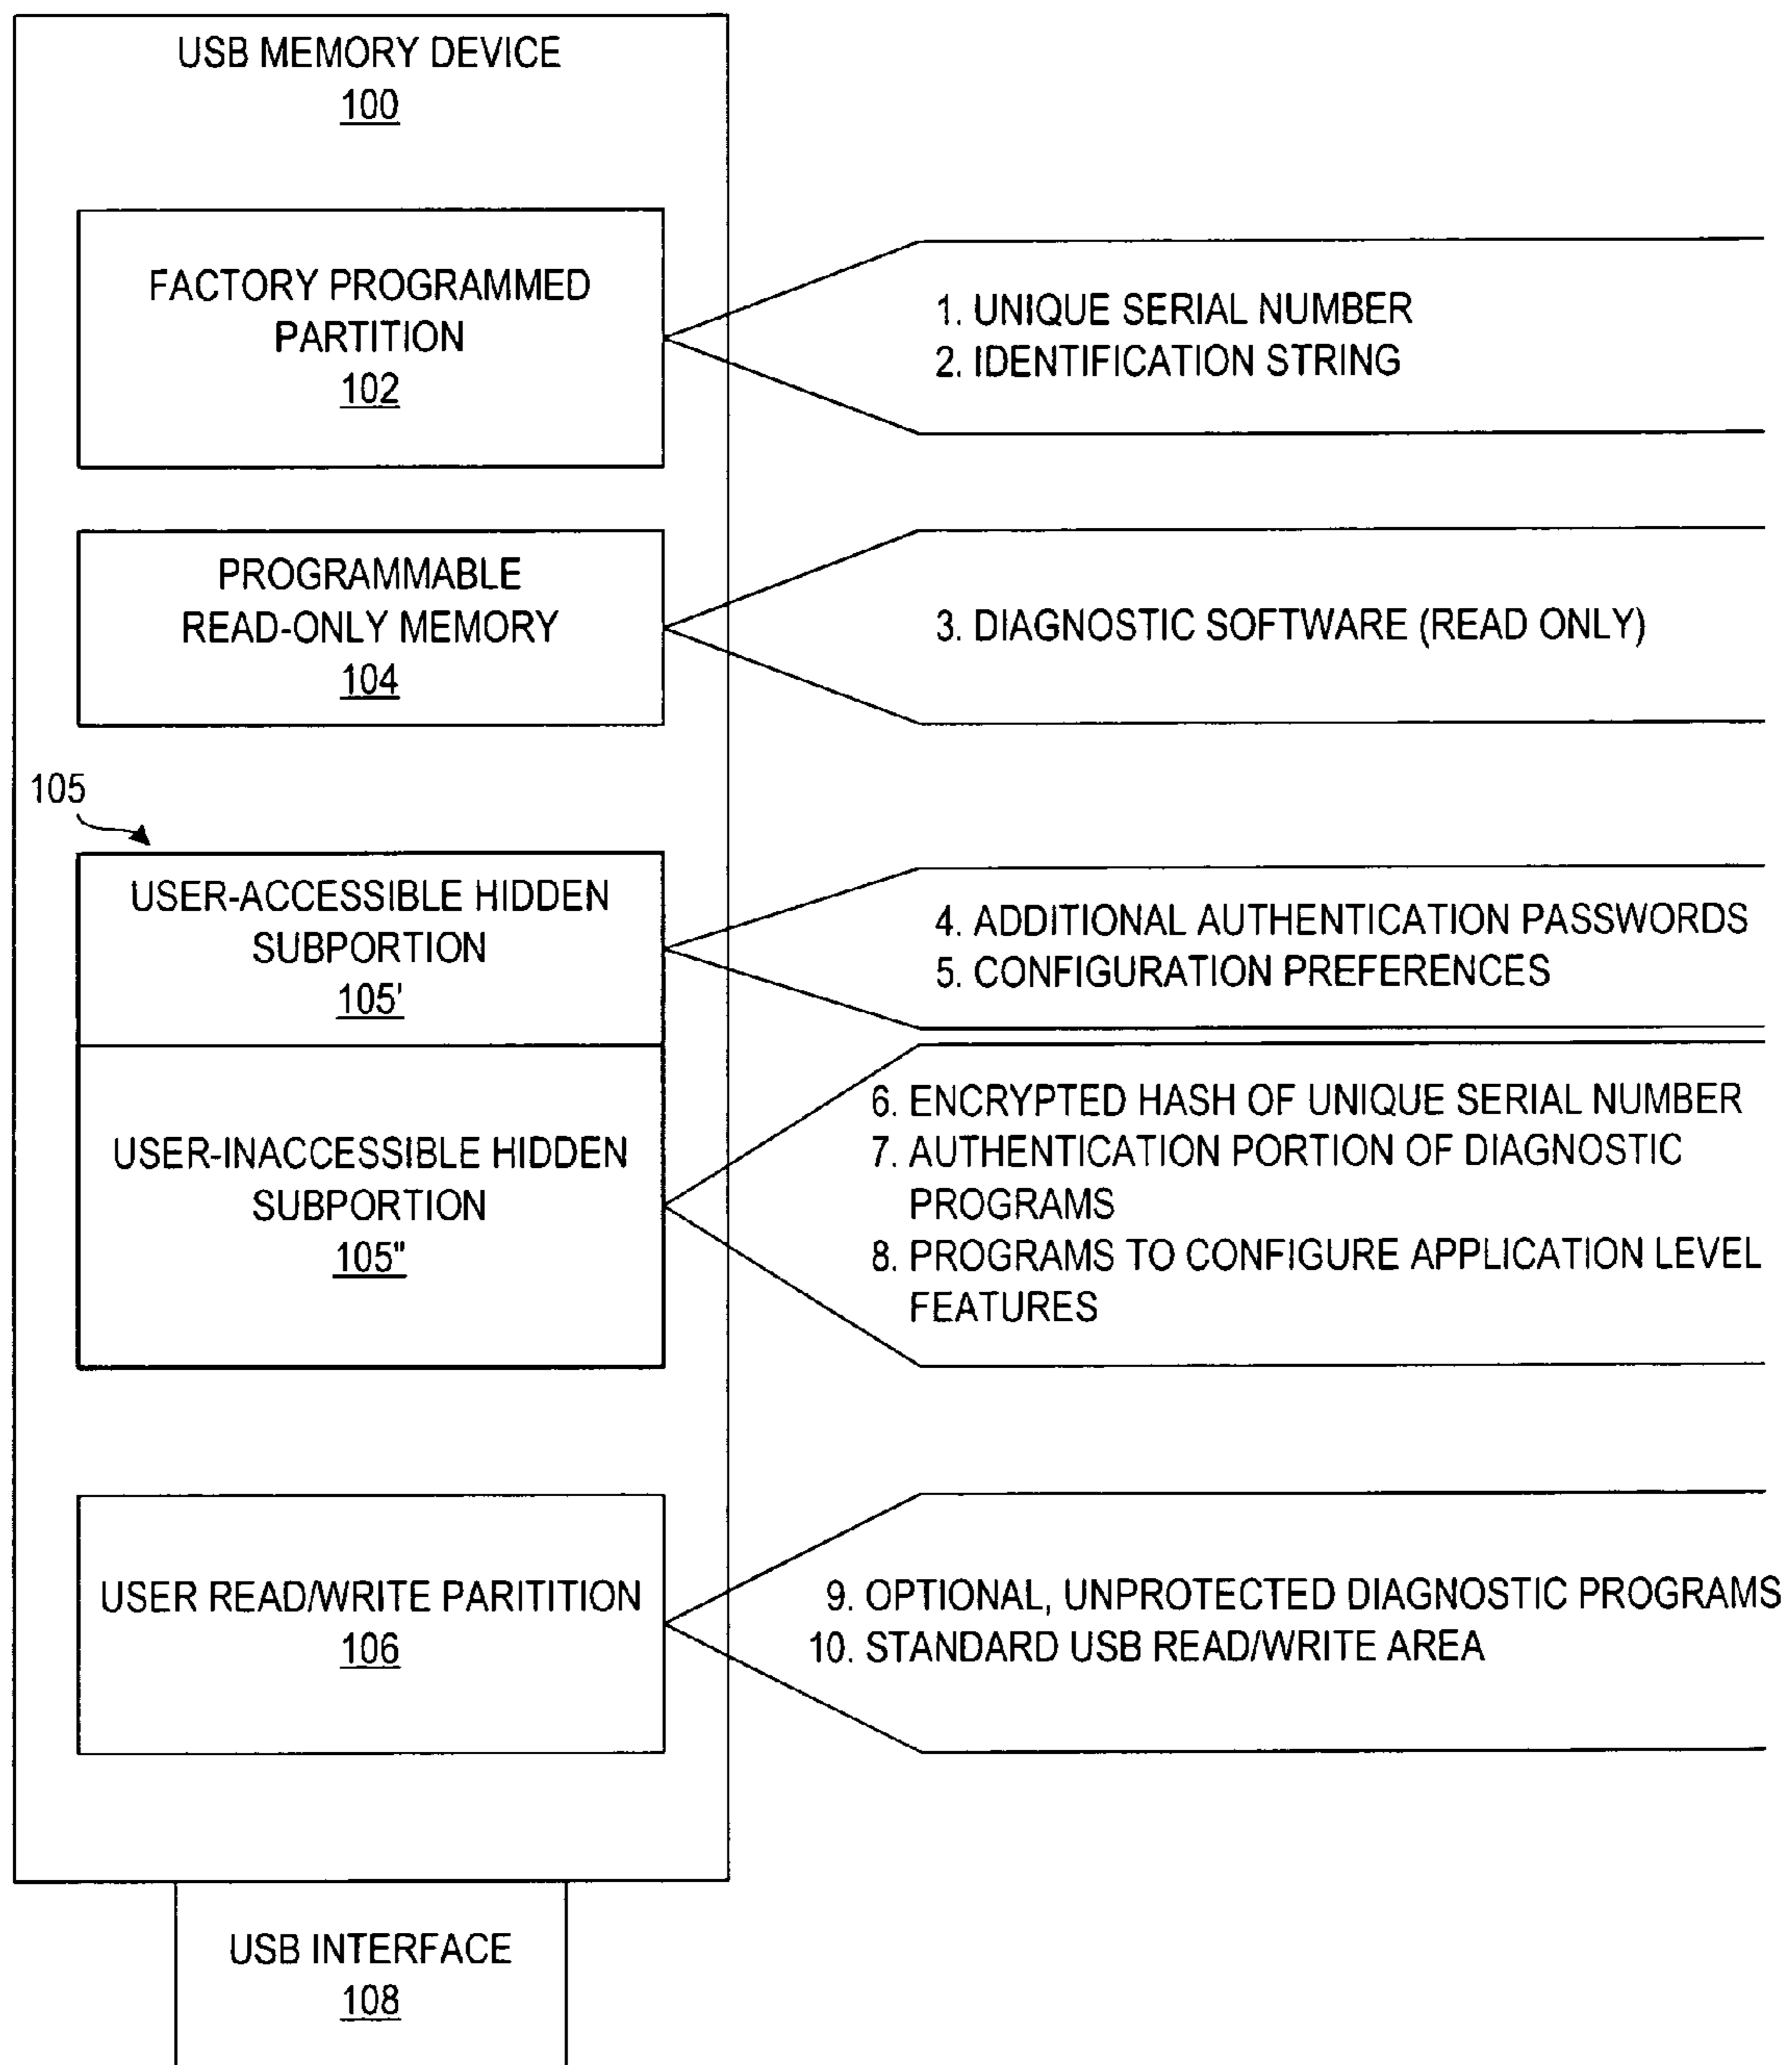 USB MEMORY DEVICE
100
FACTORY PROGRAMMED
PARTITION
102
1. UNIQUE SERIAL NUMBER
2. IDENTIFICATION STRING
PROGRAMMABLE
READ-ONLY MEMORY
104
3. DIAGNOSTIC SOFTWARE (READ ONLY)
105
USER-ACCESSIBLE HIDDEN
SUBPORTION
105'
4. ADDITIONAL AUTHENTICATION PASSWORDS
5. CONFIGURATION PREFERENCES
USER-INACCESSIBLE HIDDEN
SUBPORTION
105"
6. ENCRYPTED HASH OF UNIQUE SERIAL NUMBER
7. AUTHENTICATION PORTION OF DIAGNOSTIC
PROGRAMS
8. PROGRAMS TO CONFIGURE APPLICATION LEVEL
FEATURES
USER READ/WRITE PARITITION
106
9. OPTIONAL, UNPROTECTED DIAGNOSTIC PROGRAMS
10. STANDARD USB READ/WRITE AREA
USB INTERFACE
108